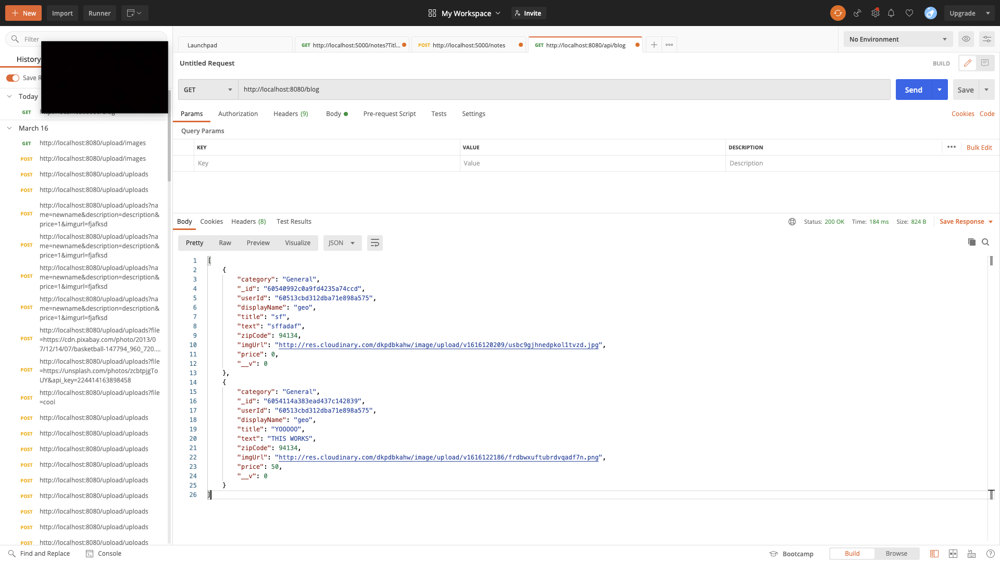 New
Import
Runner
My Workspace
Invite
Upgrade
Filter
Launchpad
GET http://localhost:5000/notes?Titl...
POST http://localhost:5000/notes
GET http://localhost:8080/api/blog
No Environment
History
Save R
Untitled Request
BUILD
GET
http://localhost:8080/blog
Send
Save
Today
GET
Params
Authorization
Headers (9)
Body
Pre-request Script
Tests
Settings
Cookies
Code
March 16
Query Params
KEY
VALUE
DESCRIPTION
Bulk Edit
Key
Value
Description
GET http://localhost:8080/upload/images
POST http://localhost:8080/upload/images
POST http://localhost:8080/upload/uploads
POST http://localhost:8080/upload/uploads
POST http://localhost:8080/upload/uploads?na
me=newname&description=description&
price=1&imgurl=fjafksd
POST http://localhost:8080/upload/uploads?na
me=newname&description=description&
price=1&imgurl=fjafksd
POST http://localhost:8080/upload/uploads?na
me=newname&description=description&
price=1&imgurl=fjafksd
POST http://localhost:8080/upload/uploads?na
me=newname&description=description&
price=1&imgurl=fjafksd
POST http://localhost:8080/upload/uploads?file
=https://cdn.pixabay.com/photo/2013/0
7/12/14/07/basketball-147794_960_720....
POST http://localhost:8080/upload/uploads?file
=https://unsplash.com/photos/zcbtpjgTo
UY&api_key=224414163898458
POST http://localhost:8080/upload/uploads?file
=cool
POST http://localhost:8080/upload/uploads
POST http://localhost:8080/upload/uploads
POST http://localhost:8080/upload/uploads
POST http://localhost:8080/upload/uploads
POST http://localhost:8080/upload/uploads
POST http://localhost:8080/upload/uploads
POST http://localhost:8080/upload/uploads
POST http://localhost:8080/upload/uploads
POST http://localhost:8080/upload/uploads
Body
Cookies
Headers (8)
Test Results
Status: 200 OK
Time: 184 ms
Size: 824 B
Save Response
Pretty
Raw
Preview
Visualize
JSON
1 [
2 {
3 "category": "General",
4 "_id": "60540992c0a9fd4235a74ccd",
5 "userId": "60513cbd312dba71e898a575",
6 "displayName": "geo",
7 "title": "sf",
8 "text": "sffadaf",
9 "zipCode": 94134,
10 "imgUrl": "http://res.cloudinary.com/dkpdbkahw/image/upload/v1616120209/usbc9gjhnedpkol1tvzd.jpg",
11 "price": 0,
12 "__v": 0
13 },
14 {
15 "category": "General",
16 "_id": "6054114a383ead437c142839",
17 "userId": "60513cbd312dba71e898a575",
18 "displayName": "geo",
19 "title": "YOOOOO",
20 "text": "THIS WORKS",
21 "zipCode": 94134,
22 "imgUrl": "http://res.cloudinary.com/dkpdbkahw/image/upload/v1616122186/frdbwxuftubrdvqadf7n.png",
23 "price": 50,
24 "__v": 0
25 }
26 ]
Find and Replace
Console
Bootcamp
Build
Browse